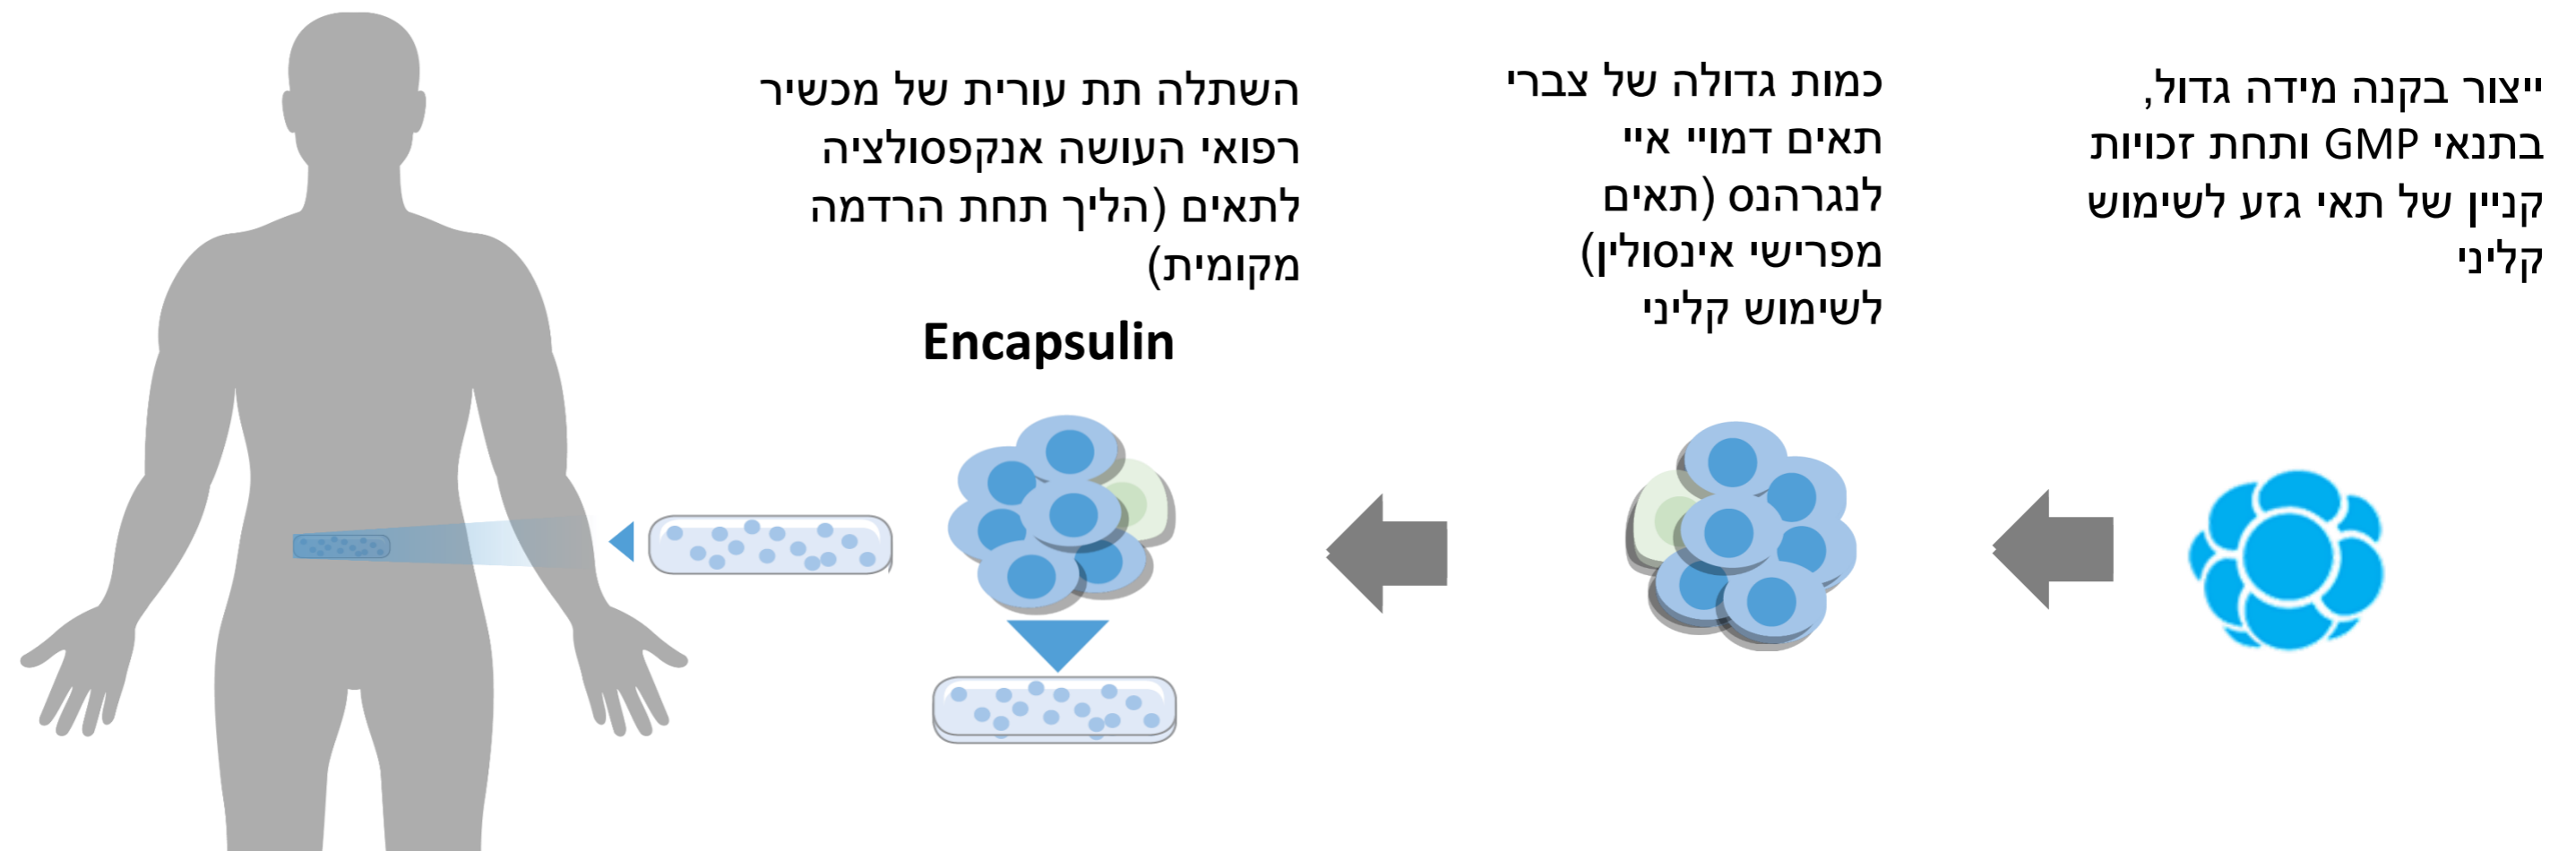 ייצור בקנה מידה גדול,
בתנאי GMP ותחת זכויות
קניין של תאי גזע לשימוש
קליני
כמות גדולה של צברי
תאים דמויי איי
לנגרהנס (תאים
מפרישי אינסולין)
לשימוש קליני
השתלה תת עורית של מכשיר
רפואי העושה אנקפסולציה
לתאים (הליך תחת הרדמה
מקומית)
Encapsulin